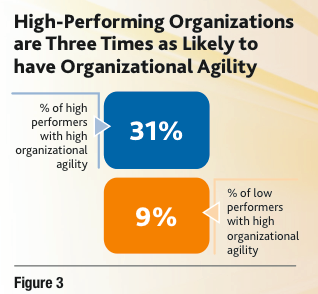 High-Performing Organizations
are Three Times as Likely to
have Organizational Agility
% of high
performers
with high
organizational
agility
31%
9%
% of low
performers
with high
organizational
agility
Figure 3